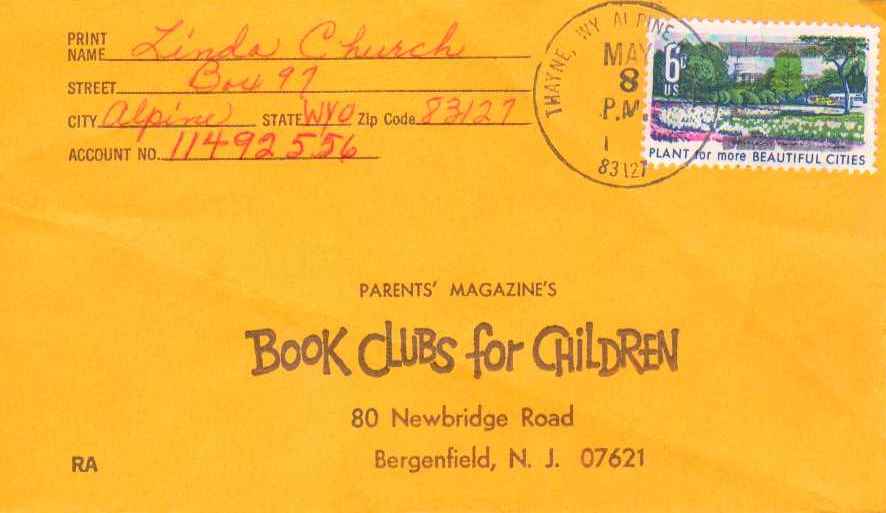 PRINT NAME Linda Church
STREET Box 97
CITY Alpine STATE WYO Zip Code 83127
ACCOUNT NO. 11492556
THAYNE, WY ALPINE
MAY
8
P.M.
83127
6c
US
PLANT for more BEAUTIFUL CITIES
PARENTS' MAGAZINE'S
BOOK CLUBS for CHILDREN
80 Newbridge Road
RA
Bergenfield, N. J. 07621